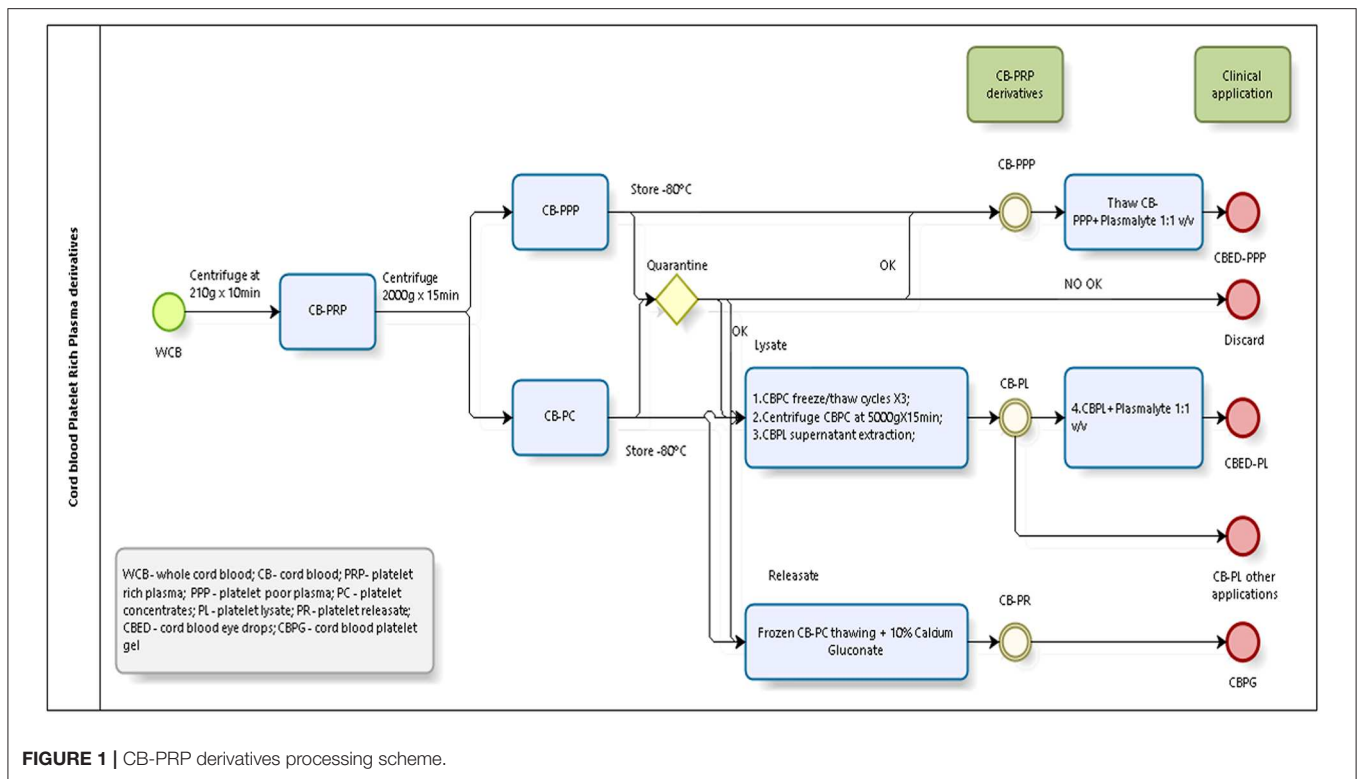 Cord blood Platelet Rich Plasma derivatives
CB-PRP
derivatives
Clinical
application
WCB
Centrifuge at
210g x 10min
CB-PRP
Centrifuge
2000g x 15min
CB-PPP
Store -80ºC
CB-PPP
Thaw CB-
PPP+Plasmalyte 1:1 v/v
CBED-PPP
Quarantine
OK
NO OK
Discard
OK
CB-PC
Store -80ºC
Lysate
1.CBPC freeze/thaw cycles X3;
2.Centrifuge CBPC at 5000gX15min;
3.CBPL supernatant extraction;
CB-PL
4.CBPL+Plasmalyte 1:1
v/v
CBED-PL
CB-PL other
applications
Releasate
Frozen CB-PC thawing + 10% Calcium
Gluconate
CB-PR
CBPG
WCB- whole cord blood; CB- cord blood; PRP- platelet
rich plasma; PPP - platelet poor plasma; PC - platelet
concentrates; PL - platelet lysate; PR- platelet releasate;
CBED - cord blood eye drops; CBPG - cord blood platelet
gel
FIGURE 1 | CB-PRP derivatives processing scheme.